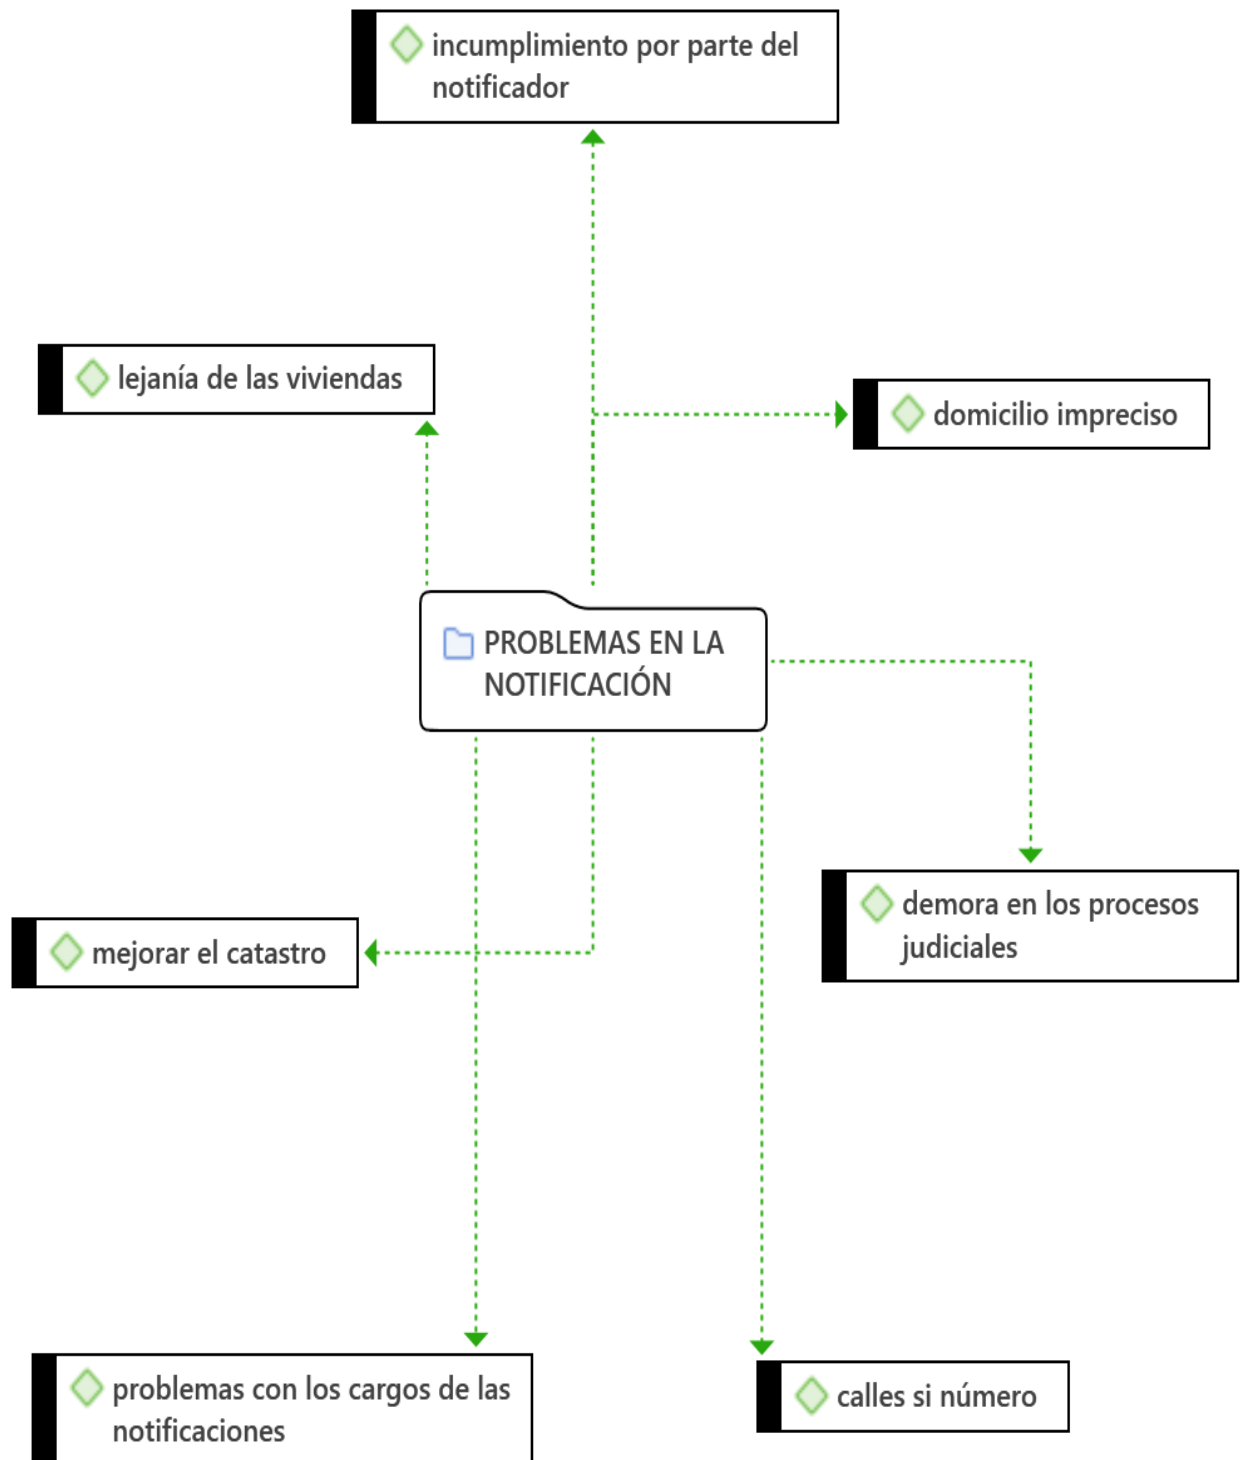 incumplimiento por parte del
notificador
lejanía de las viviendas
domicilio impreciso
PROBLEMAS EN LA
NOTIFICACIÓN
demora en los procesos
judiciales
mejorar el catastro
problemas con los cargos de las
notificaciones
calles si número